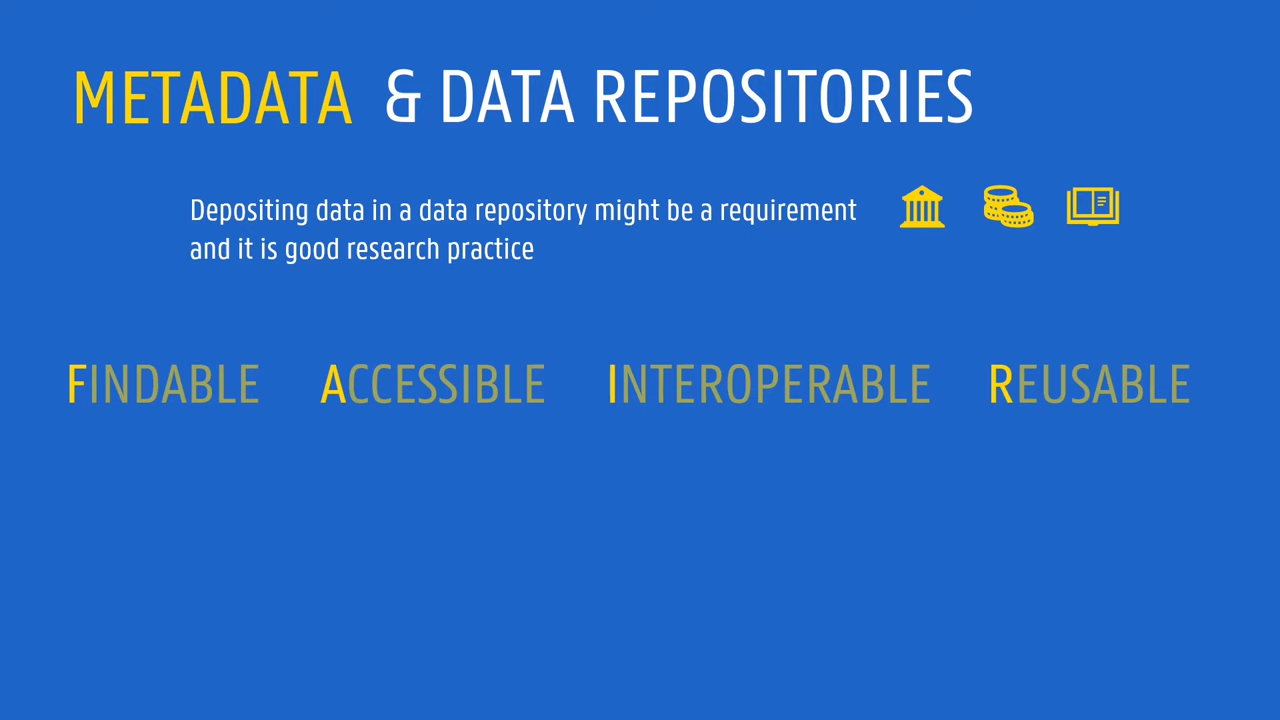 METADATA & DATA REPOSITORIES
Depositing data in a data repository might be a requirement
and it is good research practice
FINDABLE ACCESSIBLE INTEROPERABLE REUSABLE